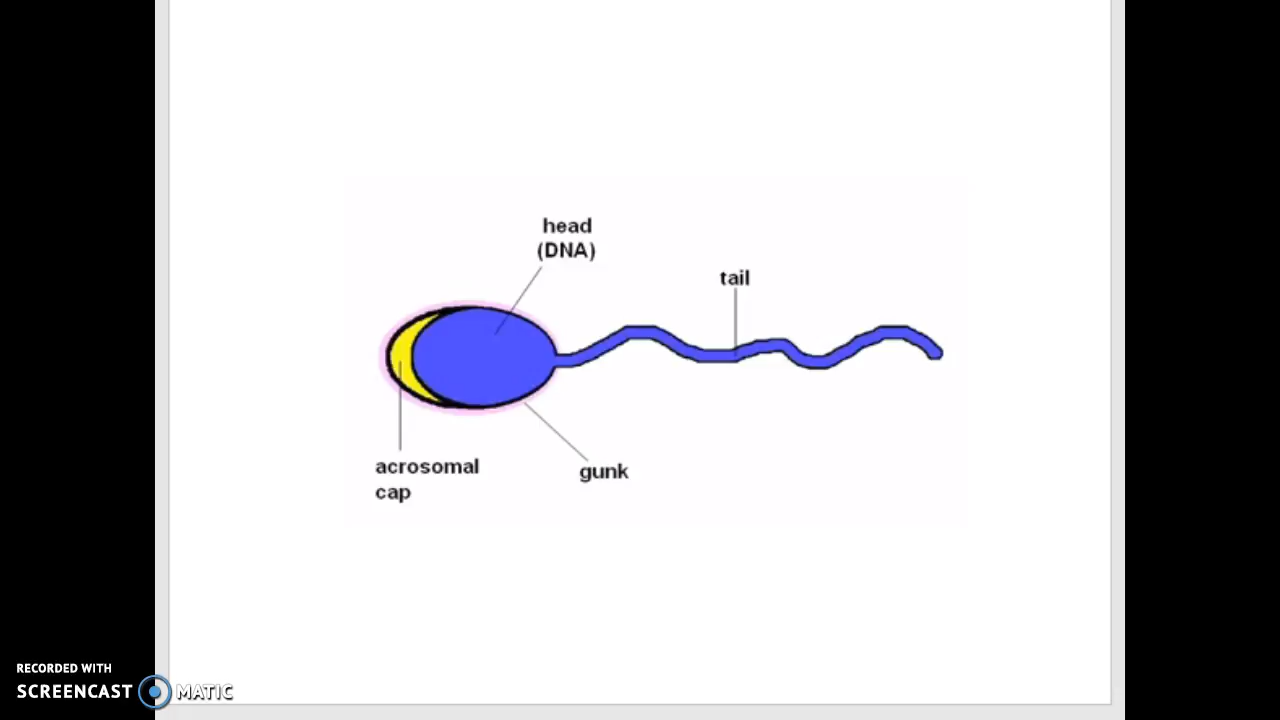 head
(DNA)
tail
acrosomal
cap
gunk
RECORDED WITH
SCREENCAST MATIC